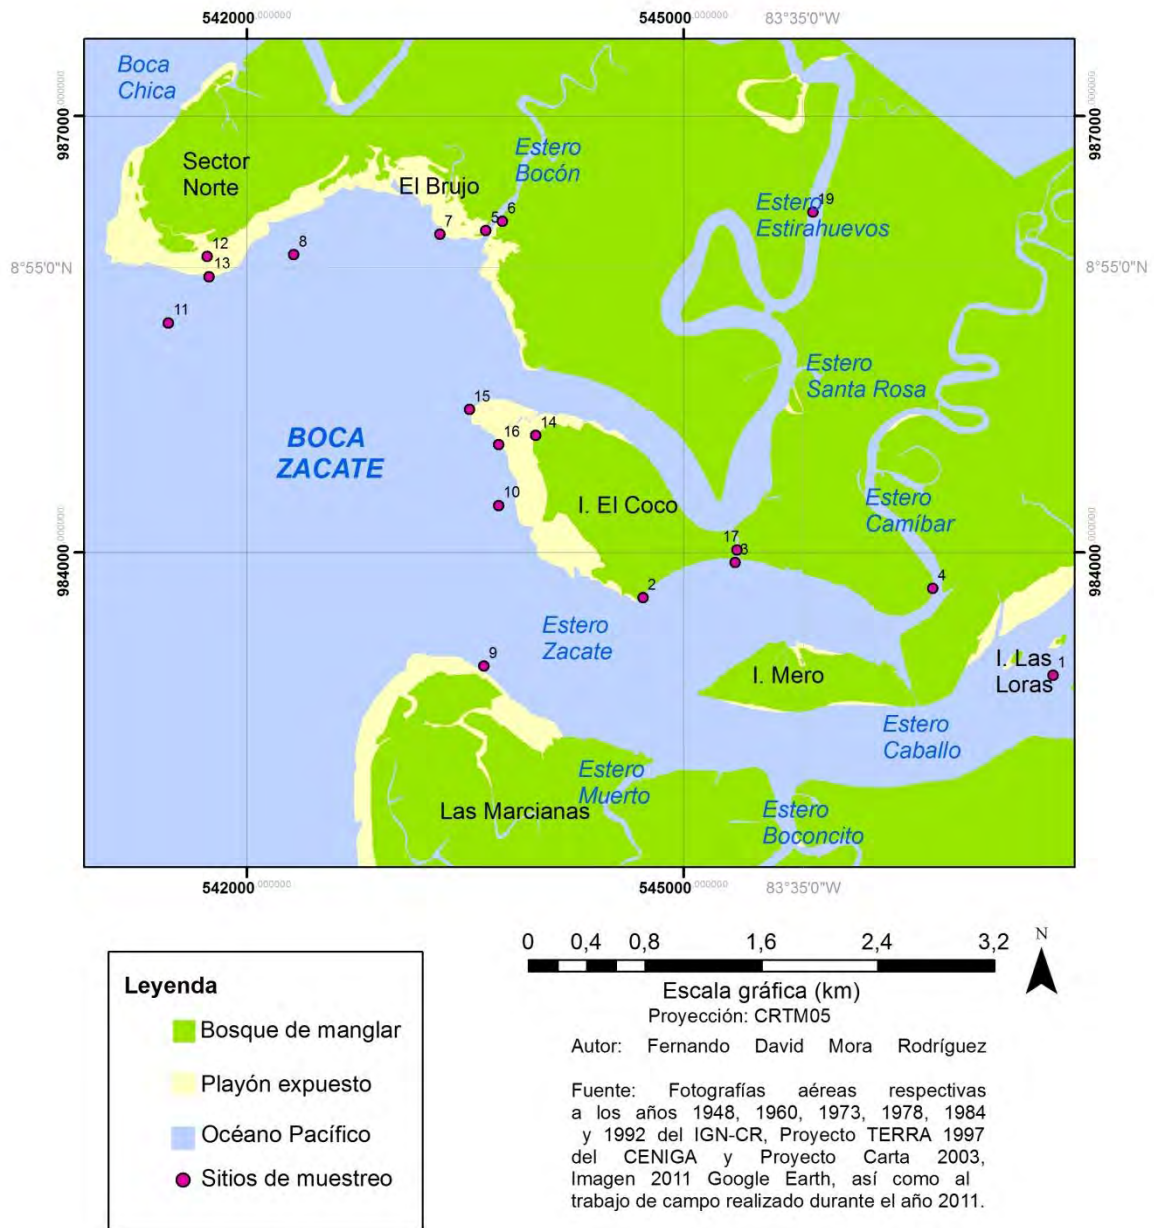 542000.000000
545000.000000
83°35'0"W
Boca
Chica
987000.000000
987000.000000
Sector
Norte
El Brujo
Estero
Bocón
Estero
Estirahuevos
19
6
5
7
8
12
13
8°55'0"N
8°55'0"N
11
Estero
Santa Rosa
15
14
16
BOCA
ZACATE
10
I. El Coco
Estero
Camíbar
17
3
984000.000000
984000.000000
4
2
Estero
Zacate
9
I. Mero
I. Las
Loras
1
Estero
Caballo
Estero
Muerto
Las Marcianas
Estero
Boconcito
542000.000000
545000.000000
83°35'0"W
Leyenda
Bosque de manglar
Playón expuesto
Océano Pacífico
Sitios de muestreo
0 0,4 0,8 1,6 2,4 3,2
N
Escala gráfica (km)
Proyección: CRTM05
Autor: Fernando David Mora Rodríguez
Fuente: Fotografías aéreas respectivas
a los años 1948, 1960, 1973, 1978, 1984
y 1992 del IGN-CR, Proyecto TERRA 1997
del CENIGA y Proyecto Carta 2003,
Imagen 2011 Google Earth, así como al
trabajo de campo realizado durante el año 2011.